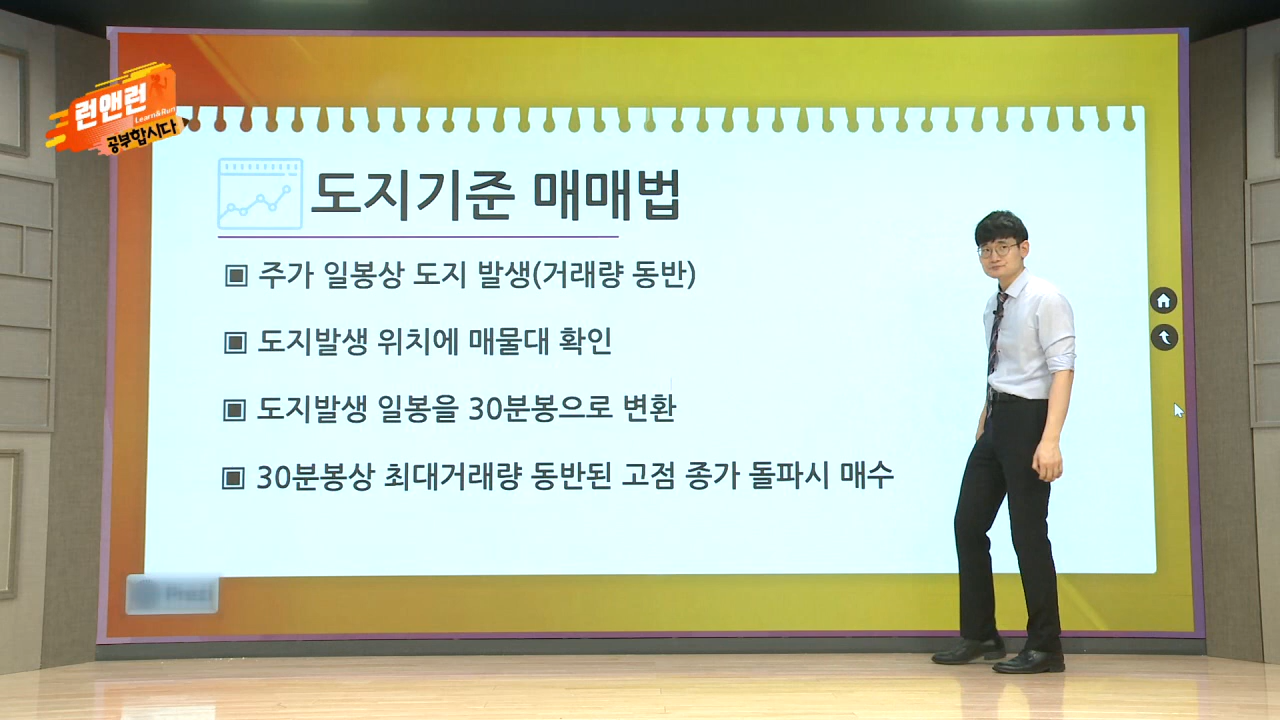 런앤런
Learn&Run
공부합시다
도지기준 매매법
▣ 주가 일봉상 도지 발생(거래량 동반)
▣ 도지발생 위치에 매물대 확인
▣ 도지발생 일봉을 30분봉으로 변환
▣ 30분봉상 최대거래량 동반된 고점 종가 돌파시 매수